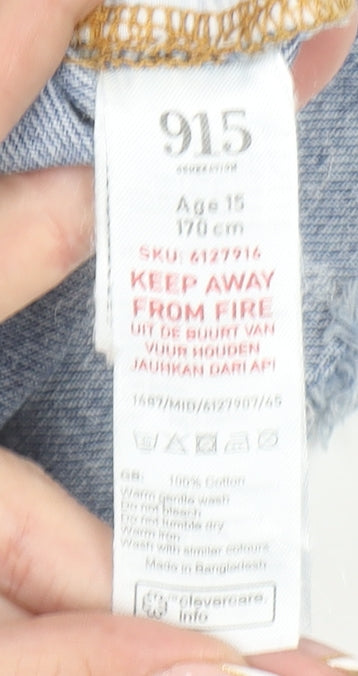 915
GENERATION
Age 15
170 cm
SKU: 6127916
KEEP AWAY
FROM FIRE
UIT DE BUURT VAN
VUUR HOUDEN
JAUHKAN DARI API
1687/MID/6127907/45
GB: 100% Cotton
Warm gentle wash
Do not bleach
Do not tumble dry
Warm iron
Wash with similar colours
Made in Bangladesh
clevercare.
info